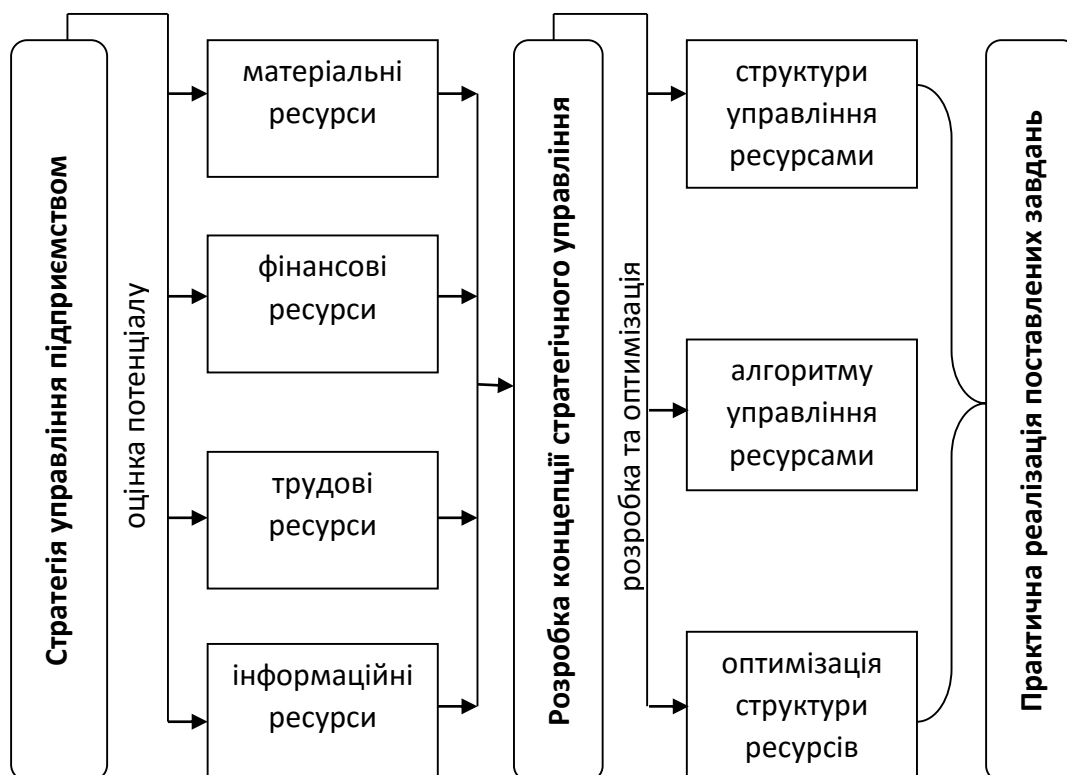 Стратегія управління підприємством
оцінка потенціалу
матеріальні
ресурси
фінансові
ресурси
трудові
ресурси
інформаційні
ресурси
Розробка концепції стратегічного управління
розробка та оптимізація
структури
управління
ресурсами
алгоритму
управління
ресурсами
оптимізація
структури
ресурсів
Практична реалізація поставлених завдань